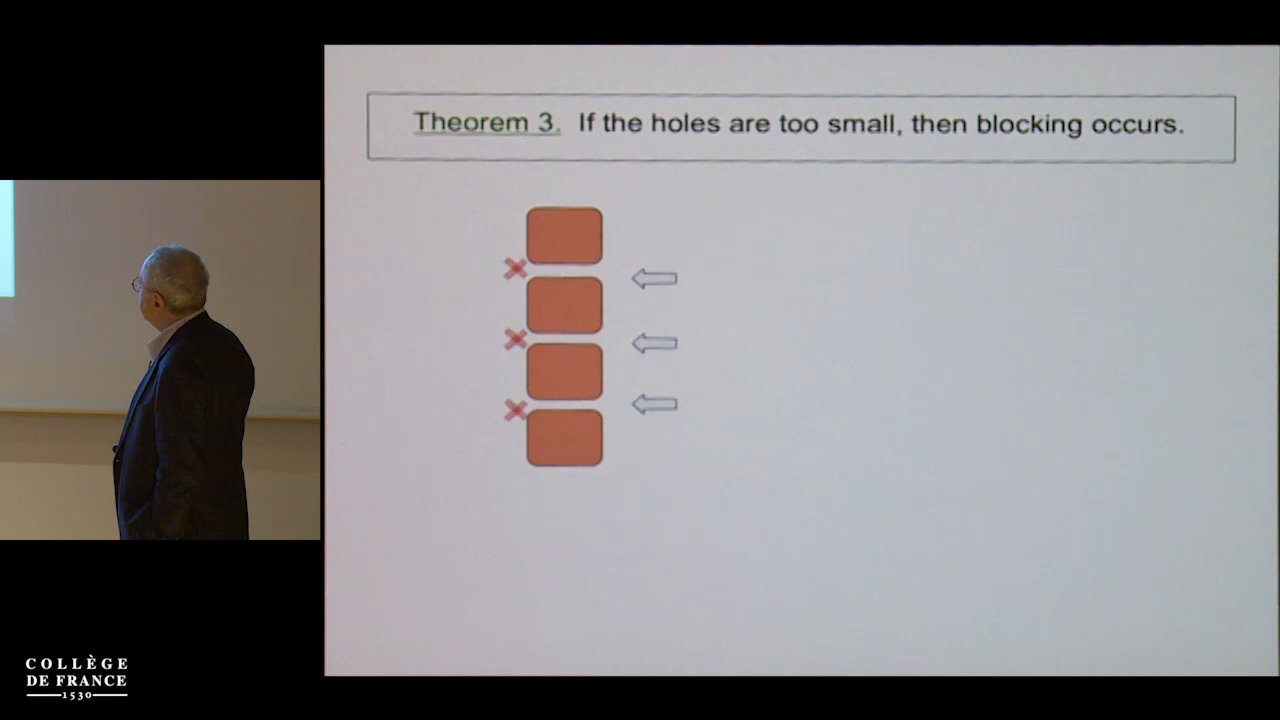 Theorem 3. If the holes are too small, then blocking occurs.
COLLÈGE
DE FRANCE
1530